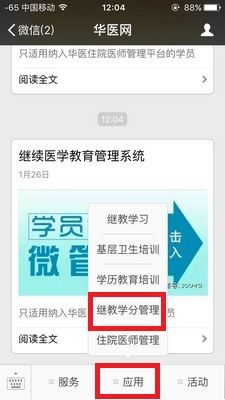 -65 中国移动 12:04 88%
微信(2) 华医网
只适用纳入华医住院医师管理平台的学员
阅读全文
12:04
继续医学教育管理系统
1月26日
学员
微管
击
入
只适用纳入华
阅读全文
继教学习
基层卫生培训
学历教育培训
继教学分管理
住院医师管理
服务
应用
活动